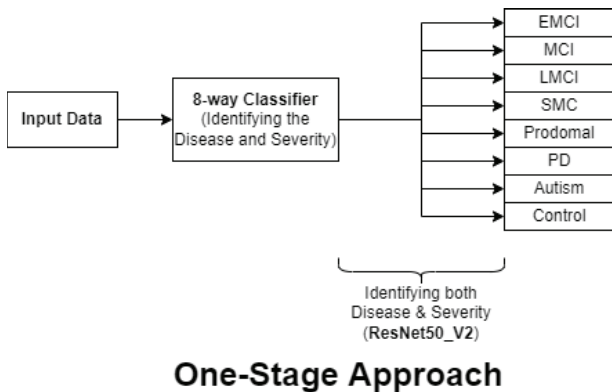 Input Data
8-way Classifier
(Identifying the
Disease and Severity)
EMCI
MCI
LMCI
SMC
Prodomal
PD
Autism
Control
Identifying both
Disease & Severity
(ResNet50_V2)
One-Stage Approach